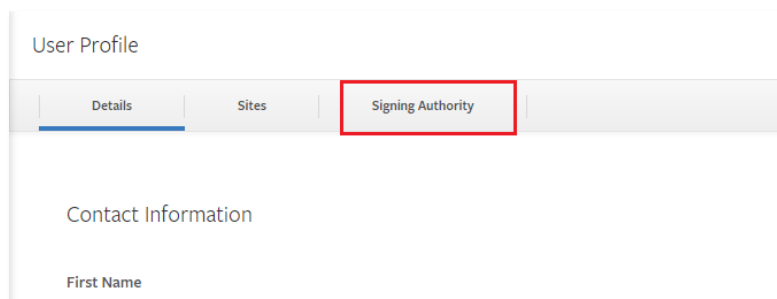 User Profile
Details Sites Signing Authority
Contact Information
First Name